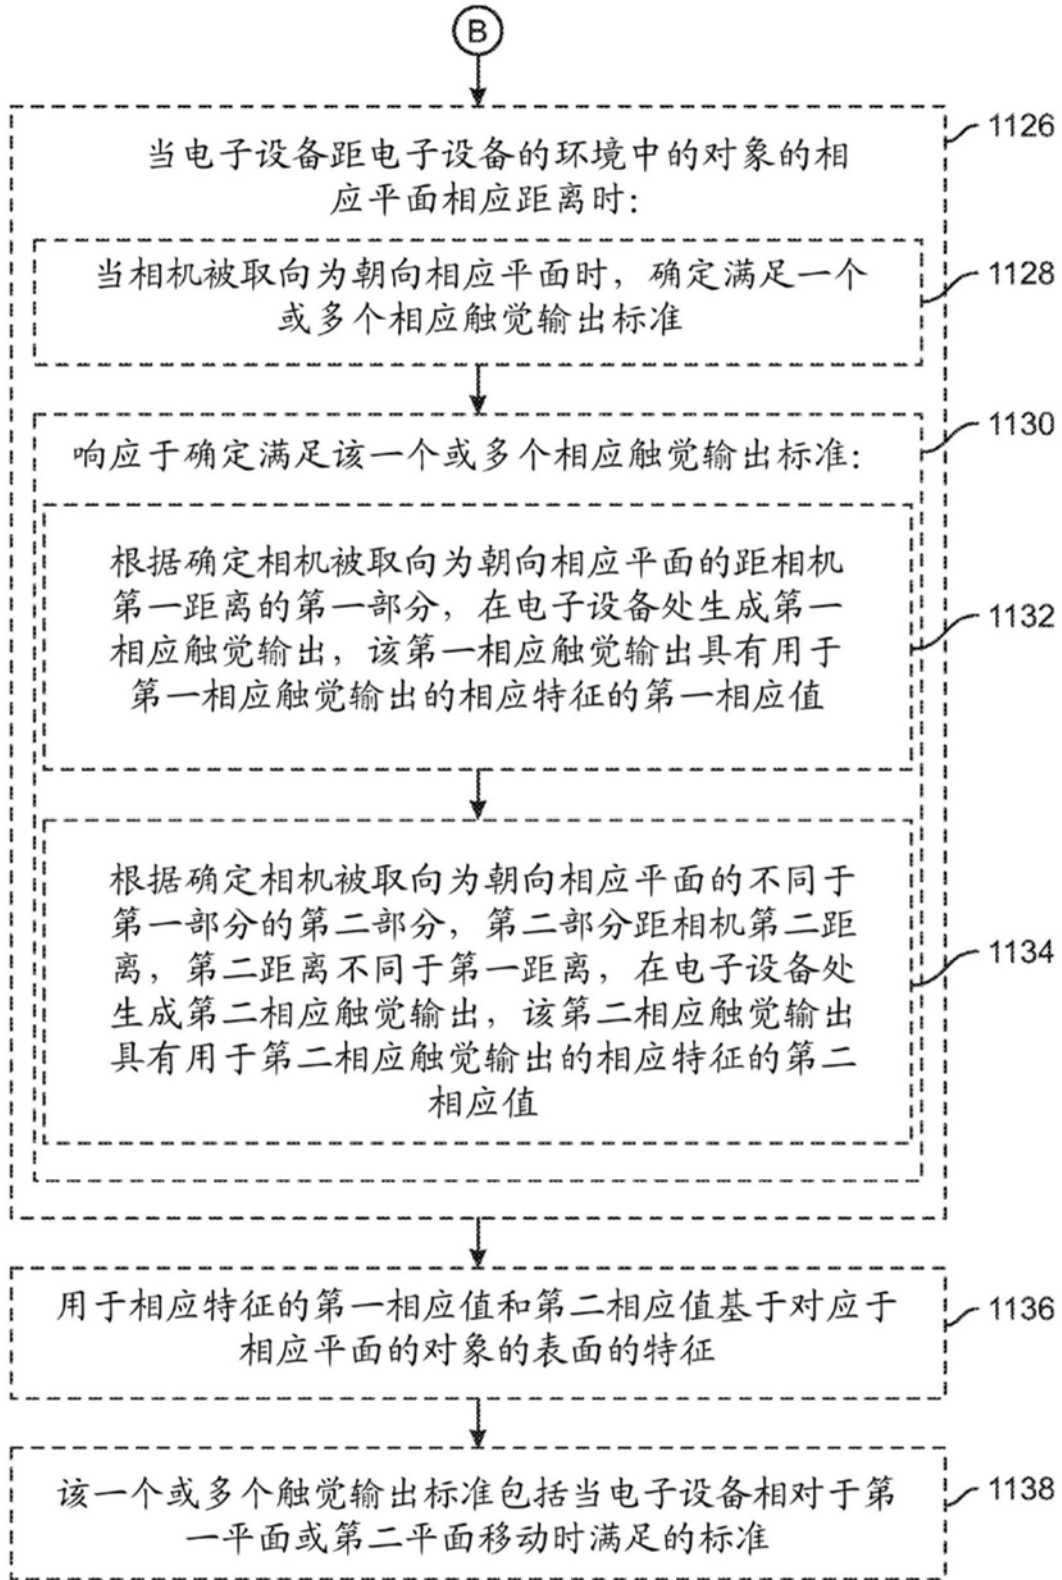 B
当电子设备距电子设备的环境中的对象的相
应平面相应距离时：
1126
当相机被取向为朝向相应平面时，确定满足一个
或多个相应触觉输出标准
1128
响应于确定满足该一个或多个相应触觉输出标准：
1130
根据确定相机被取向为朝向相应平面的距相机
第一距离的第一部分，在电子设备处生成第一
相应触觉输出，该第一相应触觉输出具有用于
第一相应触觉输出的相应特征的第一相应值
1132
根据确定相机被取向为朝向相应平面的不同于
第一部分的第二部分，第二部分距相机第二距
离，第二距离不同于第一距离，在电子设备处
生成第二相应触觉输出，该第二相应触觉输出
具有用于第二相应触觉输出的相应特征的第二
相应值
1134
用于相应特征的第一相应值和第二相应值基于对应于
相应平面的对象的表面的特征
1136
该一个或多个触觉输出标准包括当电子设备相对于第
一平面或第二平面移动时满足的标准
1138